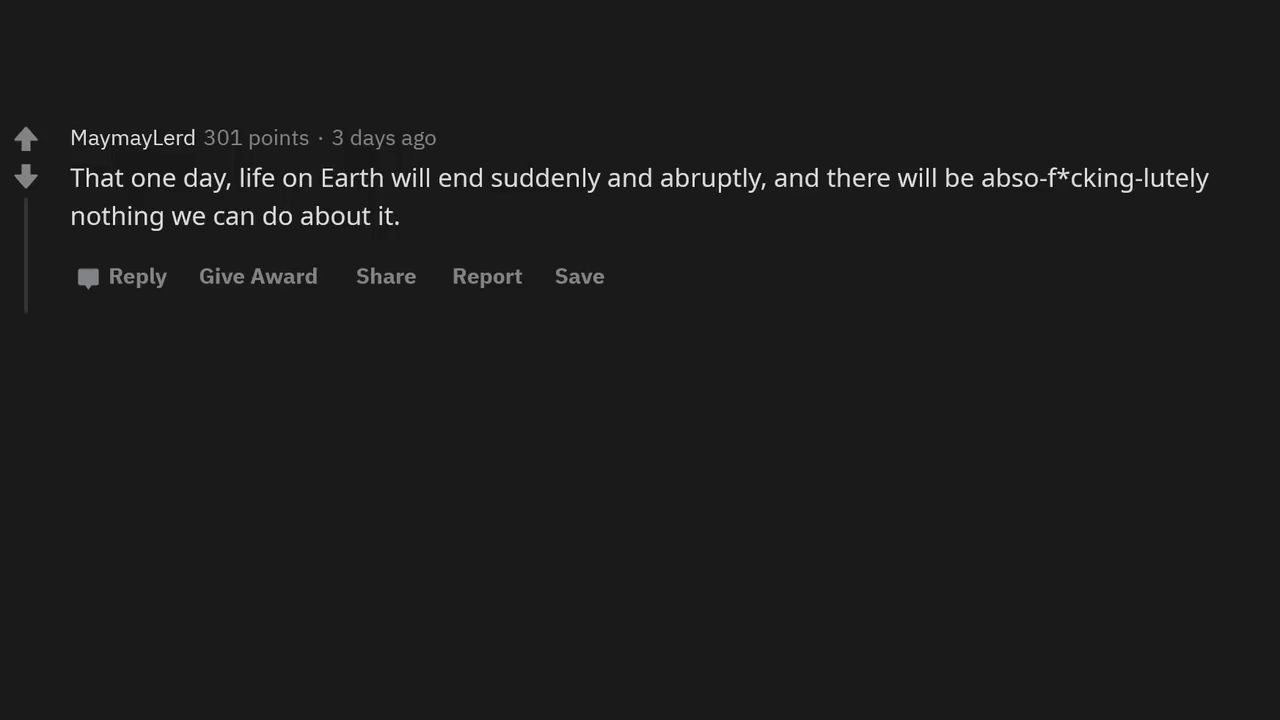 MaymayLerd 301 points · 3 days ago
That one day, life on Earth will end suddenly and abruptly, and there will be abso-f*cking-lutely
nothing we can do about it.
Reply Give Award Share Report Save